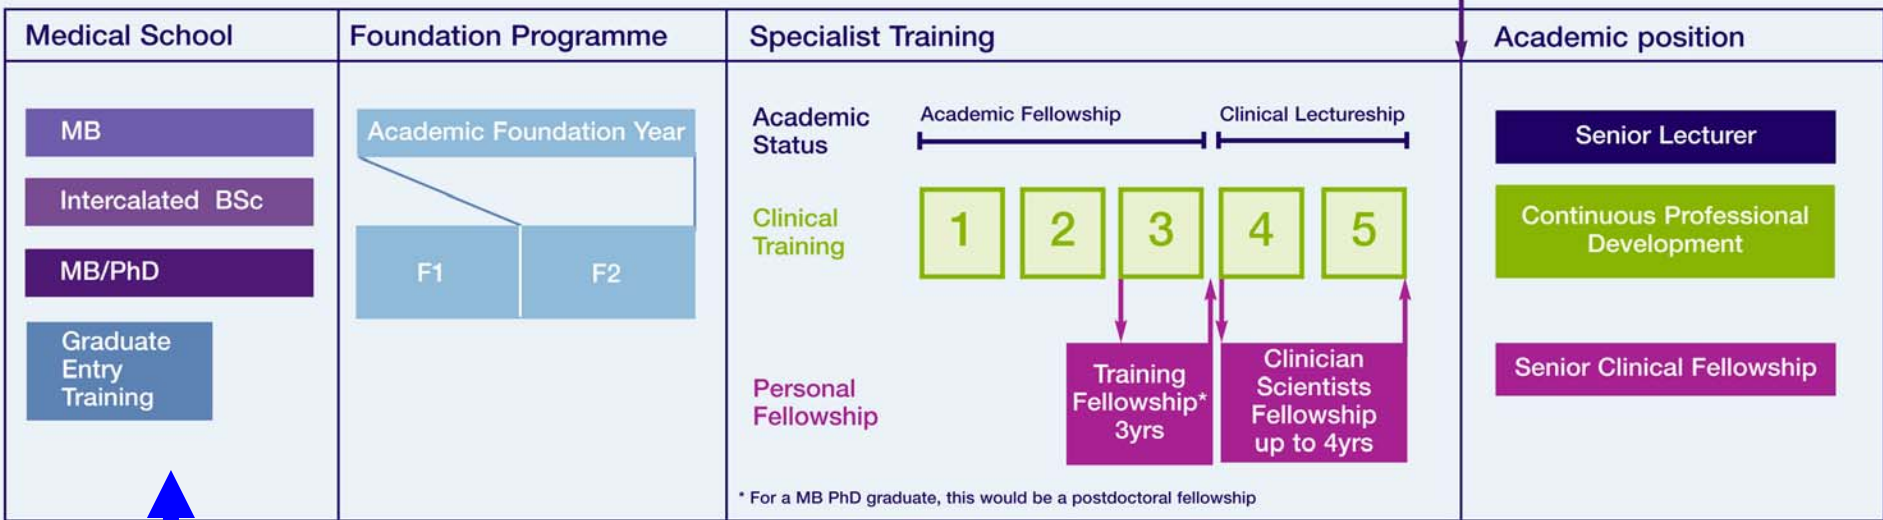 Medical School
Foundation Programme
Specialist Training
Academic position
MB
Intercalated BSc
MB/PhD
Graduate
Entry
Training
Academic Foundation Year
F1
F2
Academic
Status
Academic Fellowship
Clinical Lectureship
Clinical
Training
1
2
3
4
5
Personal
Fellowship
Training
Fellowship*
3yrs
Clinician
Scientists
Fellowship
up to 4yrs
* For a MB PhD graduate, this would be a postdoctoral fellowship
Senior Lecturer
Continuous Professional
Development
Senior Clinical Fellowship